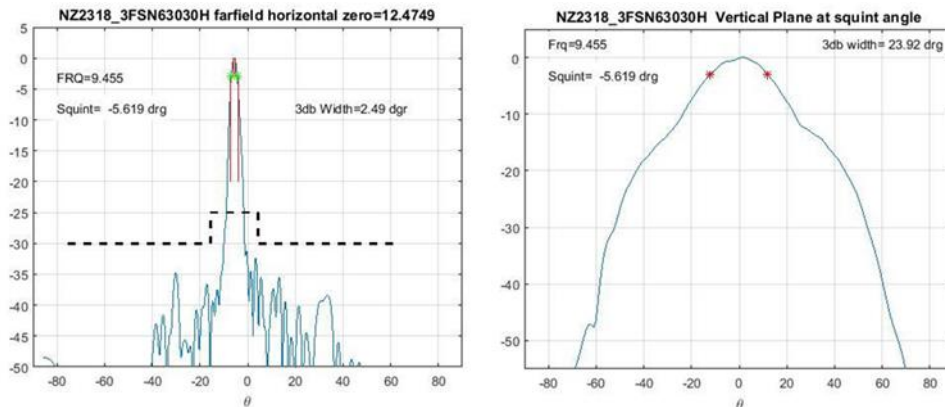 NZ2318_3FSN63030H farfield horizontal zero=12.4749
5
0
-5
-10
-15
-20
-25
-30
-35
-40
-45
-50
FRQ=9.455
Squint= -5.619 drg
3db Width=2.49 dgr
-80 -60 -40 -20 0 20 40 60 80
θ
NZ2318_3FSN63030H Vertical Plane at squint angle
0
-10
-20
-30
-40
-50
Frq=9.455
3db width= 23.92 drg
Squint= -5.619 drg
-80 -60 -40 -20 0 20 40 60 80
θ